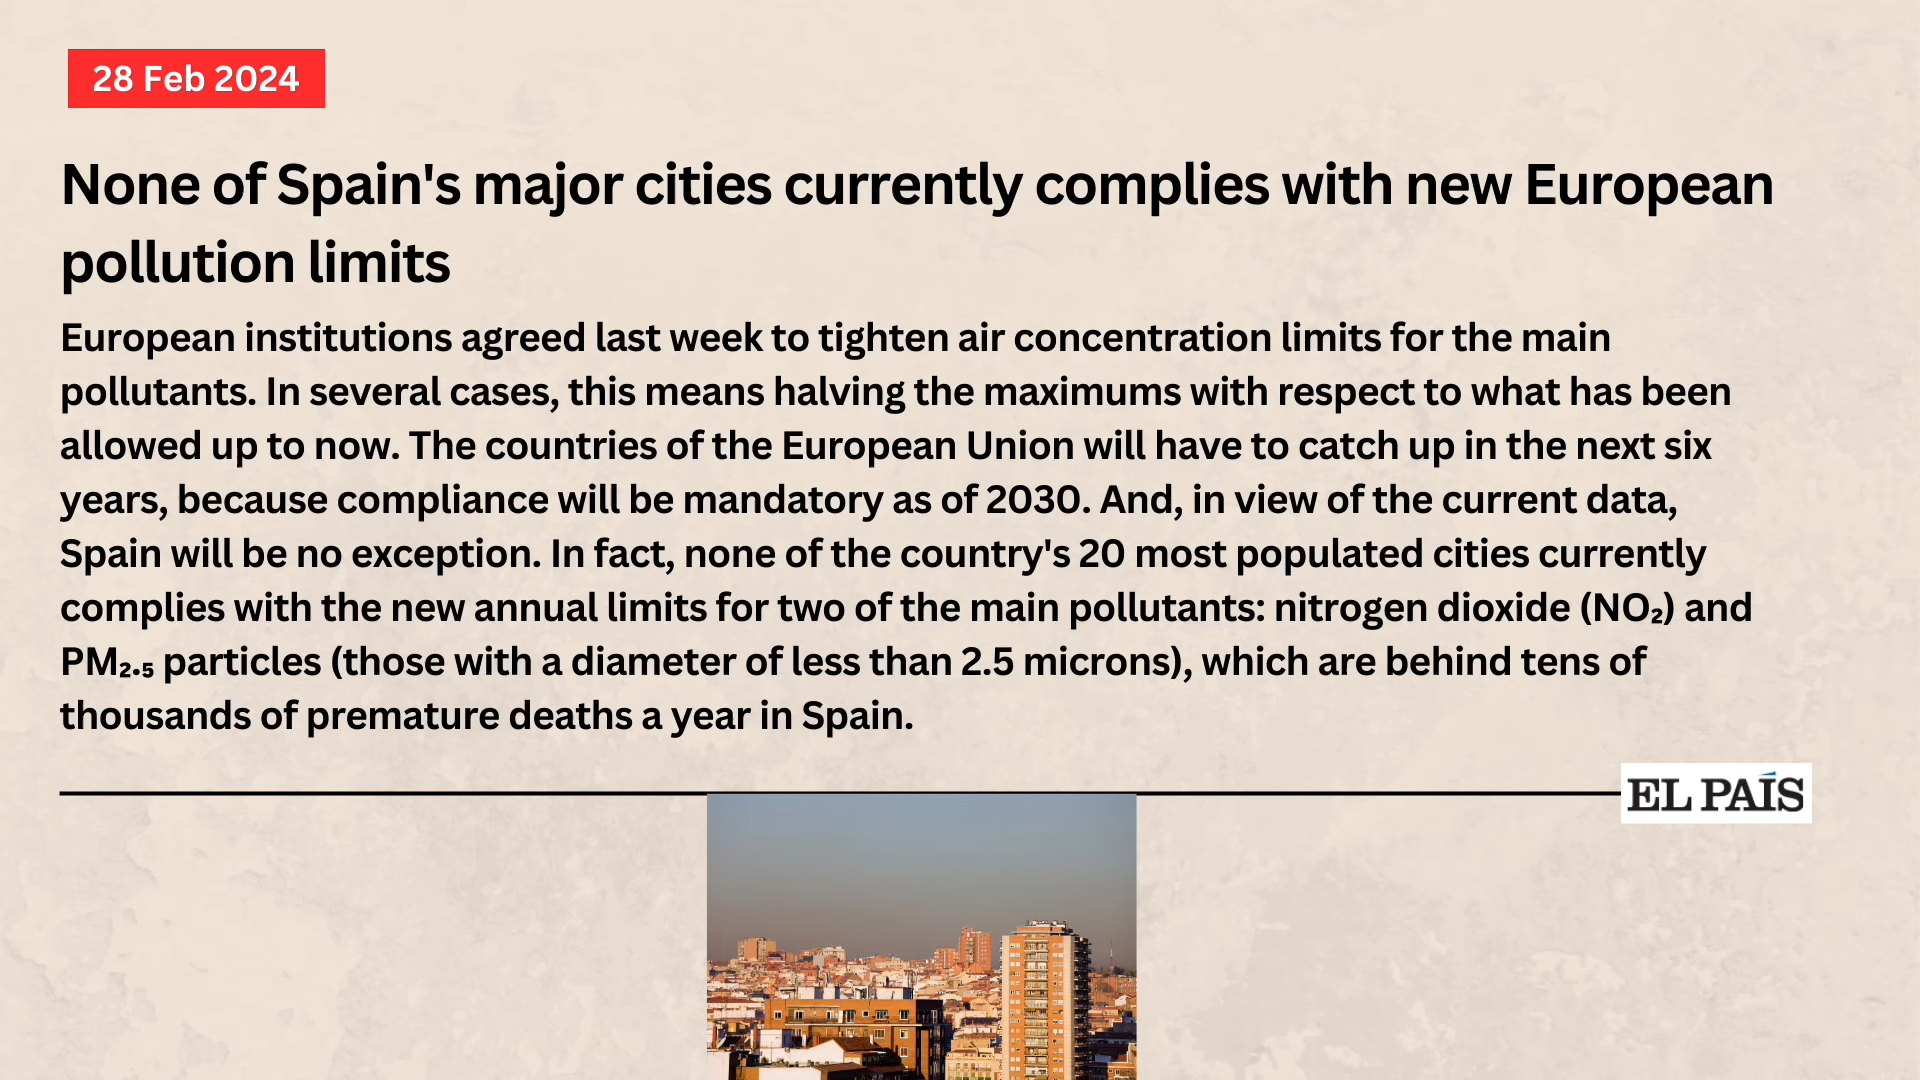 28 Feb 2024
None of Spain's major cities currently complies with new European
pollution limits
European institutions agreed last week to tighten air concentration limits for the main
pollutants. In several cases, this means halving the maximums with respect to what has been
allowed up to now. The countries of the European Union will have to catch up in the next six
years, because compliance will be mandatory as of 2030. And, in view of the current data,
Spain will be no exception. In fact, none of the country's 20 most populated cities currently
complies with the new annual limits for two of the main pollutants: nitrogen dioxide (NO₂) and
PM₂.₅ particles (those with a diameter of less than 2.5 microns), which are behind tens of
thousands of premature deaths a year in Spain.
EL PAÍS